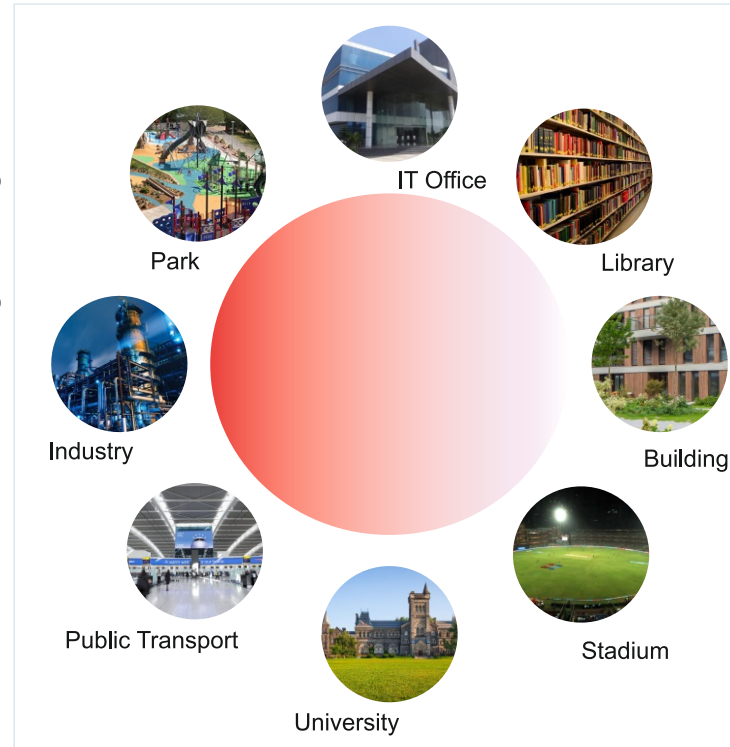 IT Office
Park
Library
Industry
Building
Public Transport
Stadium
University